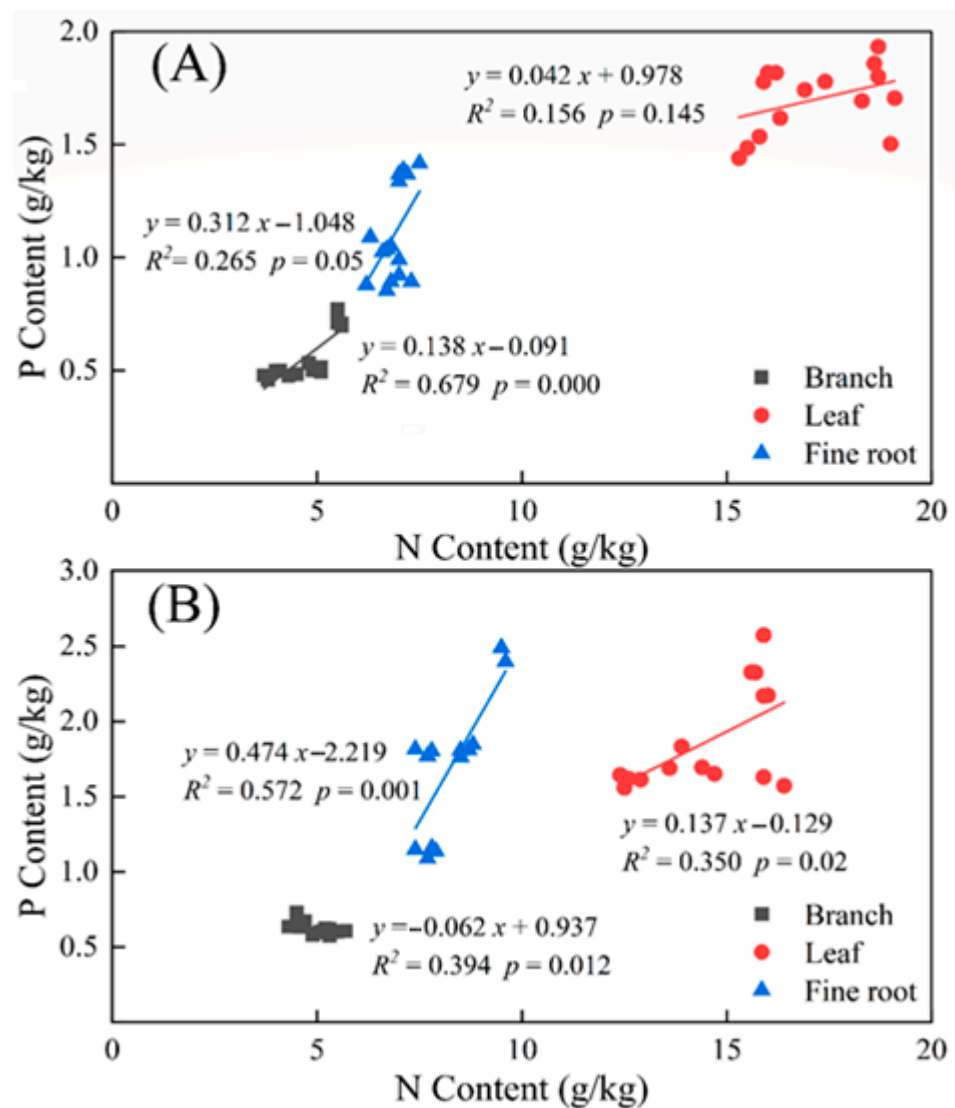 (A)
2.0
1.5
1.0
0.5
P Content (g/kg)
y = 0.042 x + 0.978
R² = 0.156 p = 0.145
y = 0.312 x−1.048
R²= 0.265 p = 0.05
y = 0.138 x−0.091
R² = 0.679 p = 0.000
Branch
Leaf
Fine root
0 5 10 15 20
N Content (g/kg)
(B)
3.0
2.5
2.0
1.5
1.0
0.5
P Content (g/kg)
y = 0.474 x−2.219
R² = 0.572 p = 0.001
y = 0.137 x−0.129
R² = 0.350 p = 0.02
y=−0.062 x + 0.937
R² = 0.394 p = 0.012
Branch
Leaf
Fine root
0 5 10 15 20
N Content (g/kg)